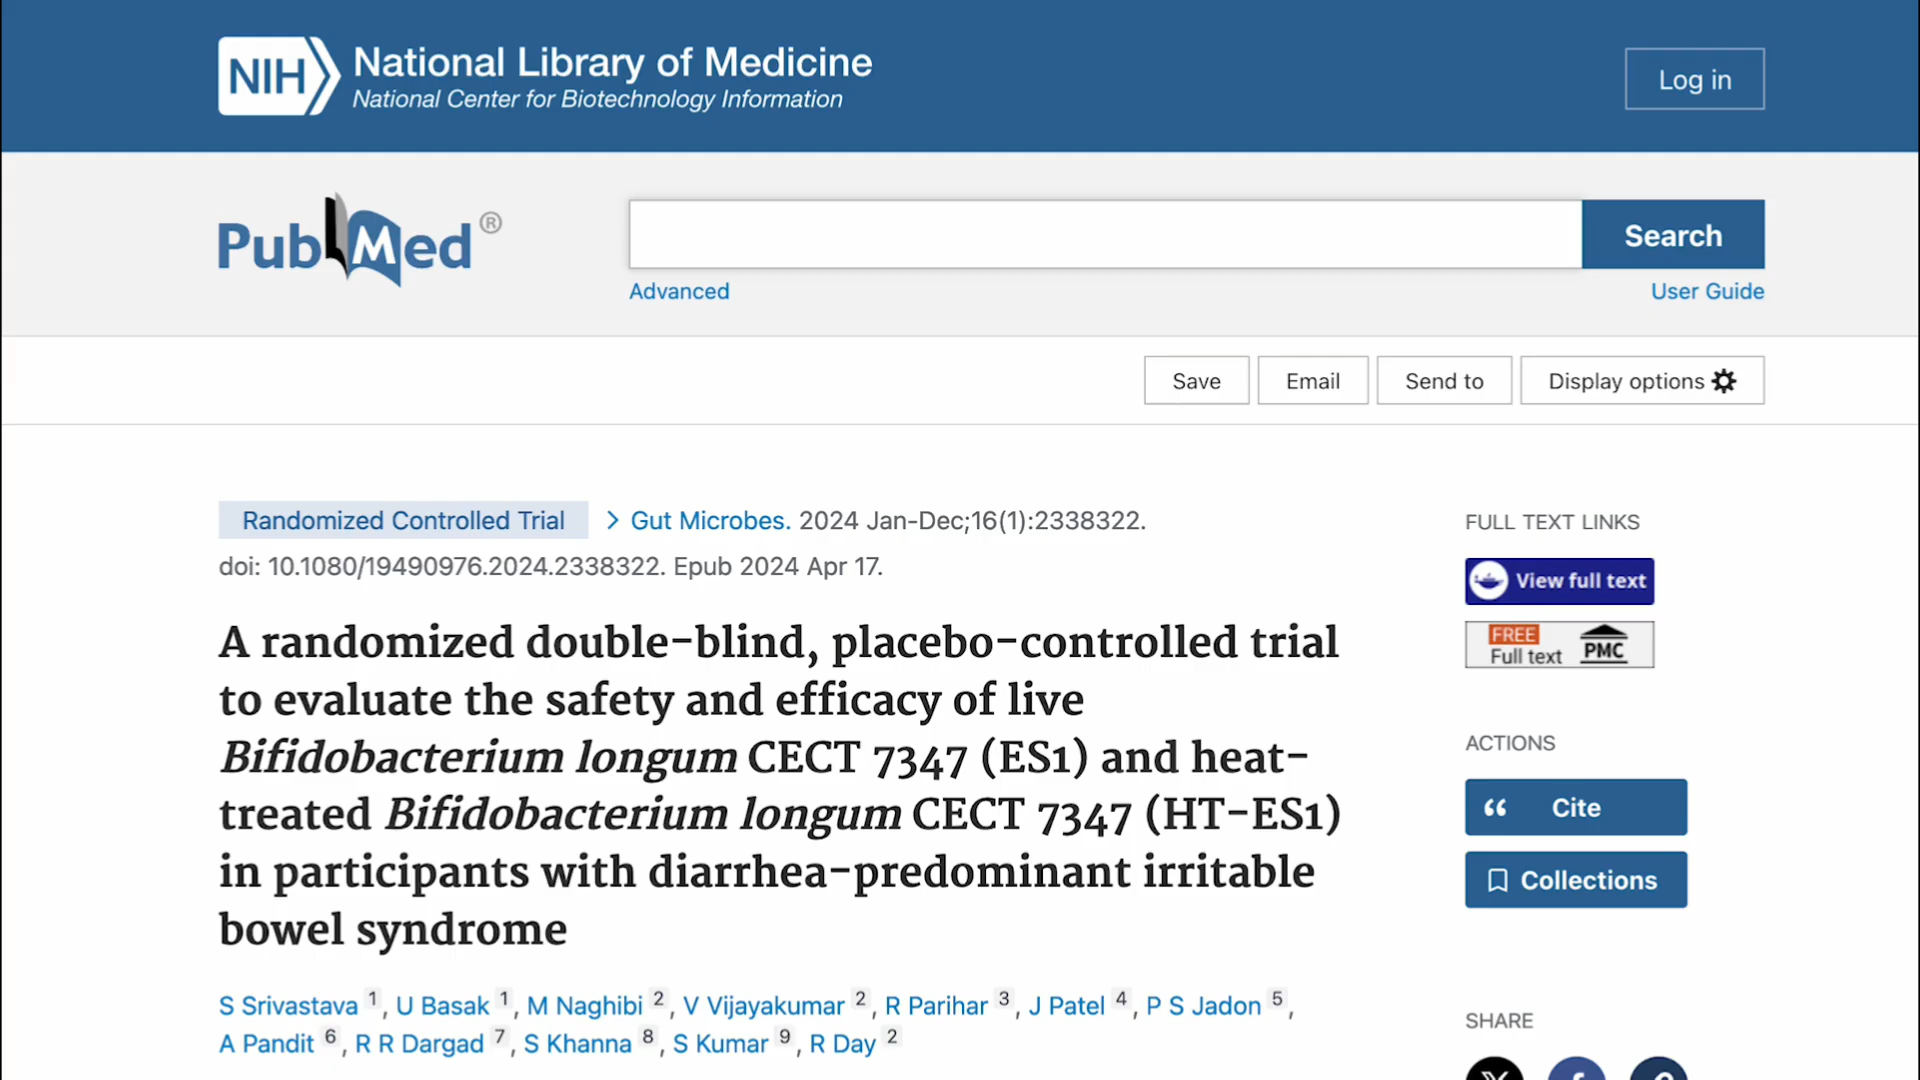 NIH National Library of Medicine
National Center for Biotechnology Information
Log in
PubMed®
Search
Advanced
User Guide
Save
Email
Send to
Display options
Randomized Controlled Trial
Gut Microbes. 2024 Jan-Dec;16(1):2338322.
doi: 10.1080/19490976.2024.2338322. Epub 2024 Apr 17.
A randomized double-blind, placebo-controlled trial
to evaluate the safety and efficacy of live
Bifidobacterium longum CECT 7347 (ES1) and heat-
treated Bifidobacterium longum CECT 7347 (HT-ES1)
in participants with diarrhea-predominant irritable
bowel syndrome
S Srivastava 1, U Basak 1, M Naghibi 2, V Vijayakumar 2, R Parihar 3, J Patel 4, P S Jadon 5,
A Pandit 6, R R Dargad 7, S Khanna 8, S Kumar 9, R Day 2
FULL TEXT LINKS
View full text
FREE
Full text
PMC
ACTIONS
Cite
Collections
SHARE